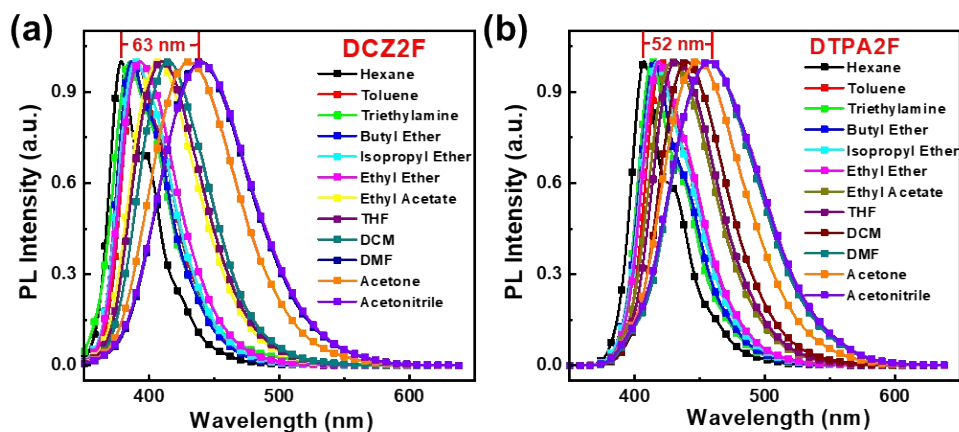 (a)
63 nm
DCZ2F
Hexane
Toluene
Triethylamine
Butyl Ether
Isopropyl Ether
Ethyl Ether
Ethyl Acetate
THF
DCM
DMF
Acetone
Acetonitrile
PL Intensity (a.u.)
0.9
0.6
0.3
0.0
400
500
600
Wavelength (nm)
(b)
52 nm
DTPA2F
Hexane
Toluene
Triethylamine
Butyl Ether
Isopropyl Ether
Ethyl Ether
Ethyl Acetate
THF
DCM
DMF
Acetone
Acetonitrile
PL Intensity (a.u.)
0.9
0.6
0.3
0.0
400
500
600
Wavelength (nm)